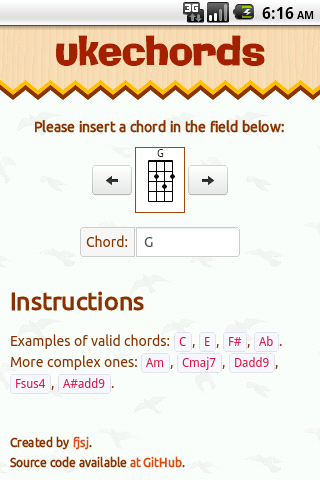 3G 6:16 AM
ukechords
Please insert a chord in the field below:
G
Chord: G
Instructions
Examples of valid chords: C, E, F#, Ab.
More complex ones: Am, Cmaj7, Dadd9,
Fsus4, A#add9.
Created by fjsj.
Source code available at GitHub.